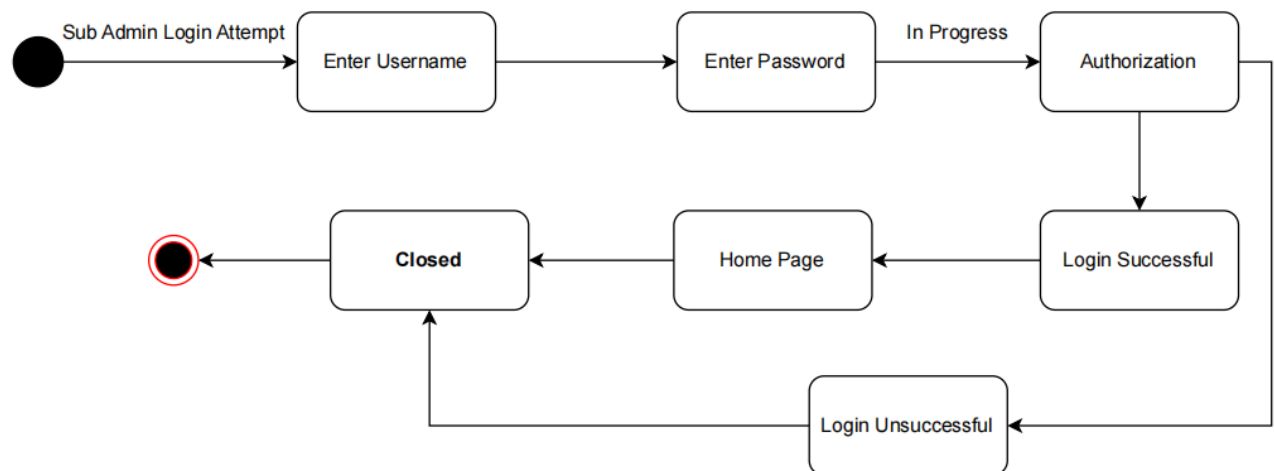 Sub Admin Login Attempt
In Progress
Enter Username
Enter Password
Authorization
Closed
Home Page
Login Successful
Login Unsuccessful